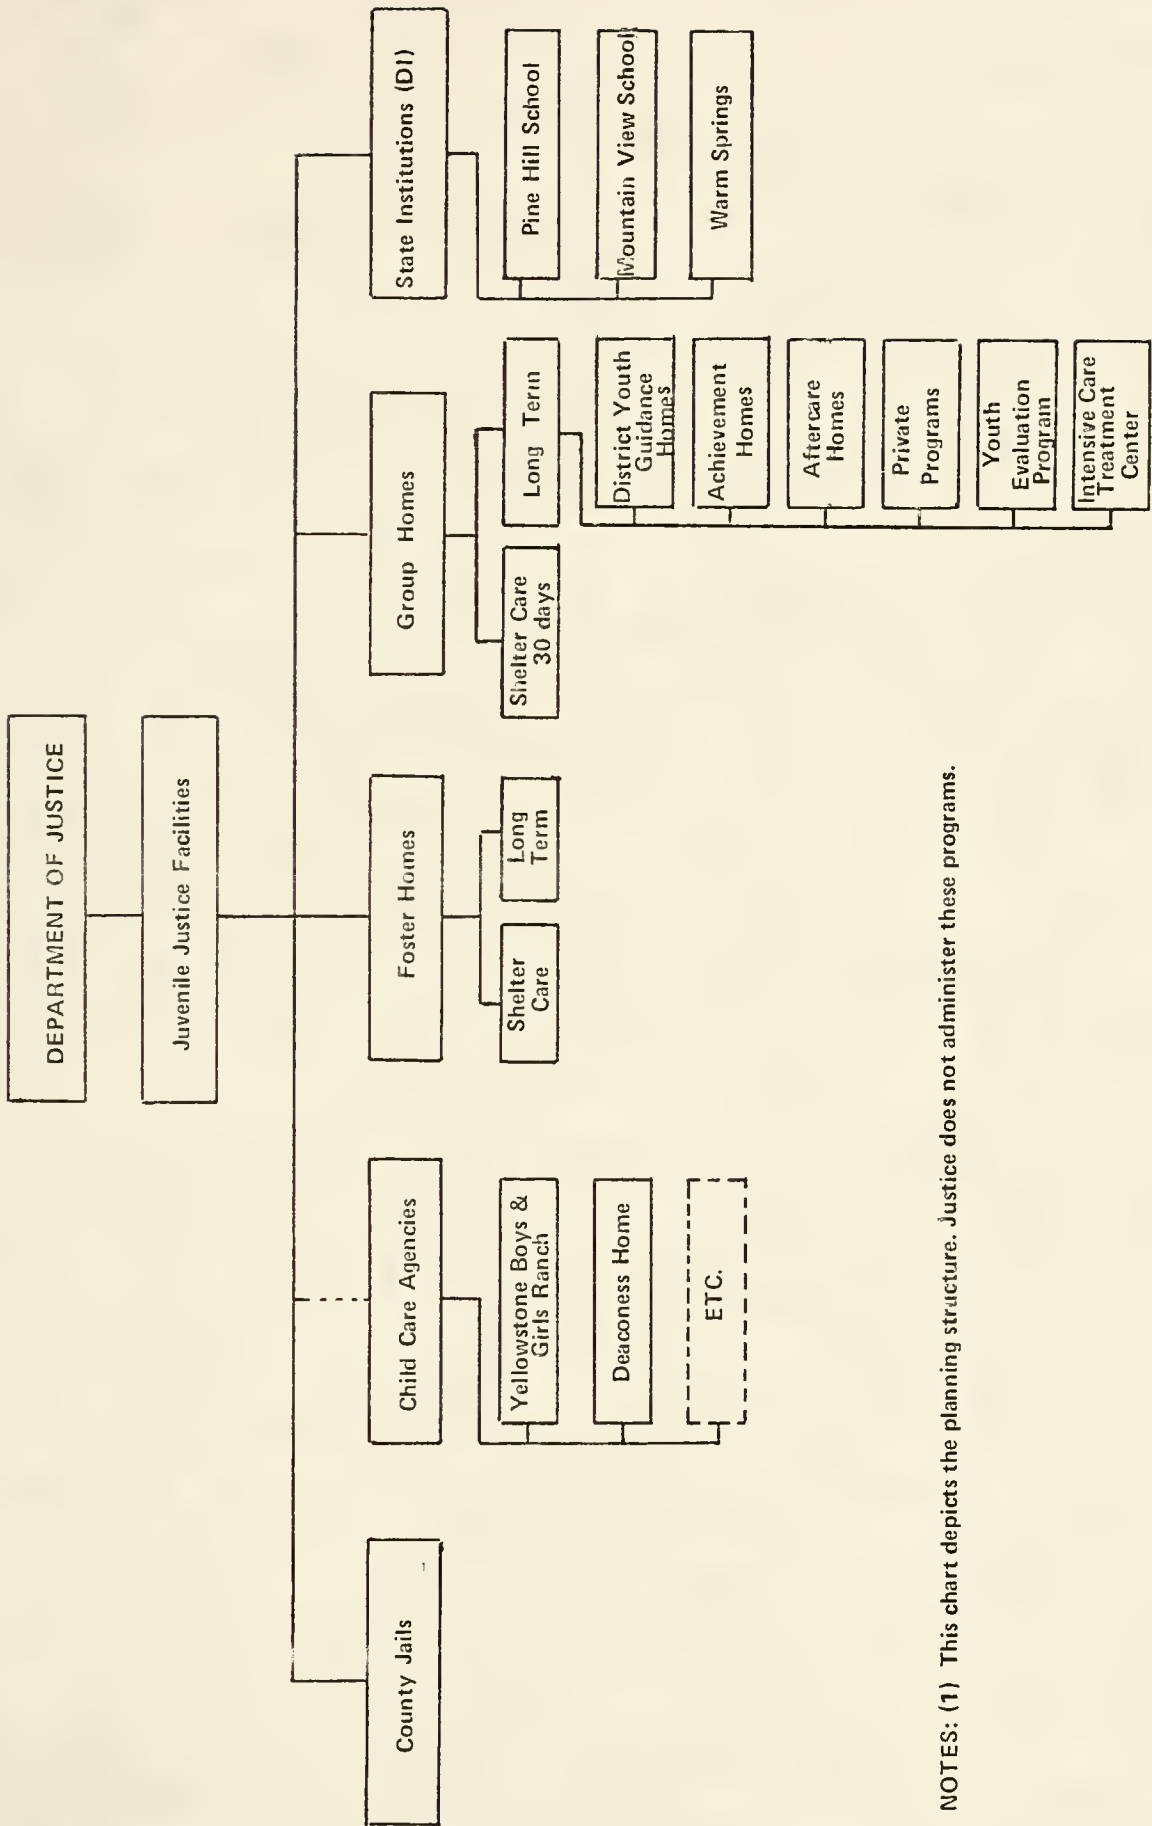 DEPARTMENT OF JUSTICE
Juvenile Justice Facilities
County Jails
Child Care Agencies
Yellowstone Boys &
Girls Ranch
Deaconess Home
ETC.
Foster Homes
Shelter
Care
Long
Term
Group Homes
Shelter Care
30 days
Long Term
District Youth
Guidance
Homes
Achievement
Homes
Aftercare
Homes
Private
Programs
Youth
Evaluation
Program
Intensive Care
Treatment
Center
State Institutions (DI)
Pine Hill School
Mountain View School
Warm Springs
NOTES: (1) This chart depicts the planning structure. Justice does not administer these programs.